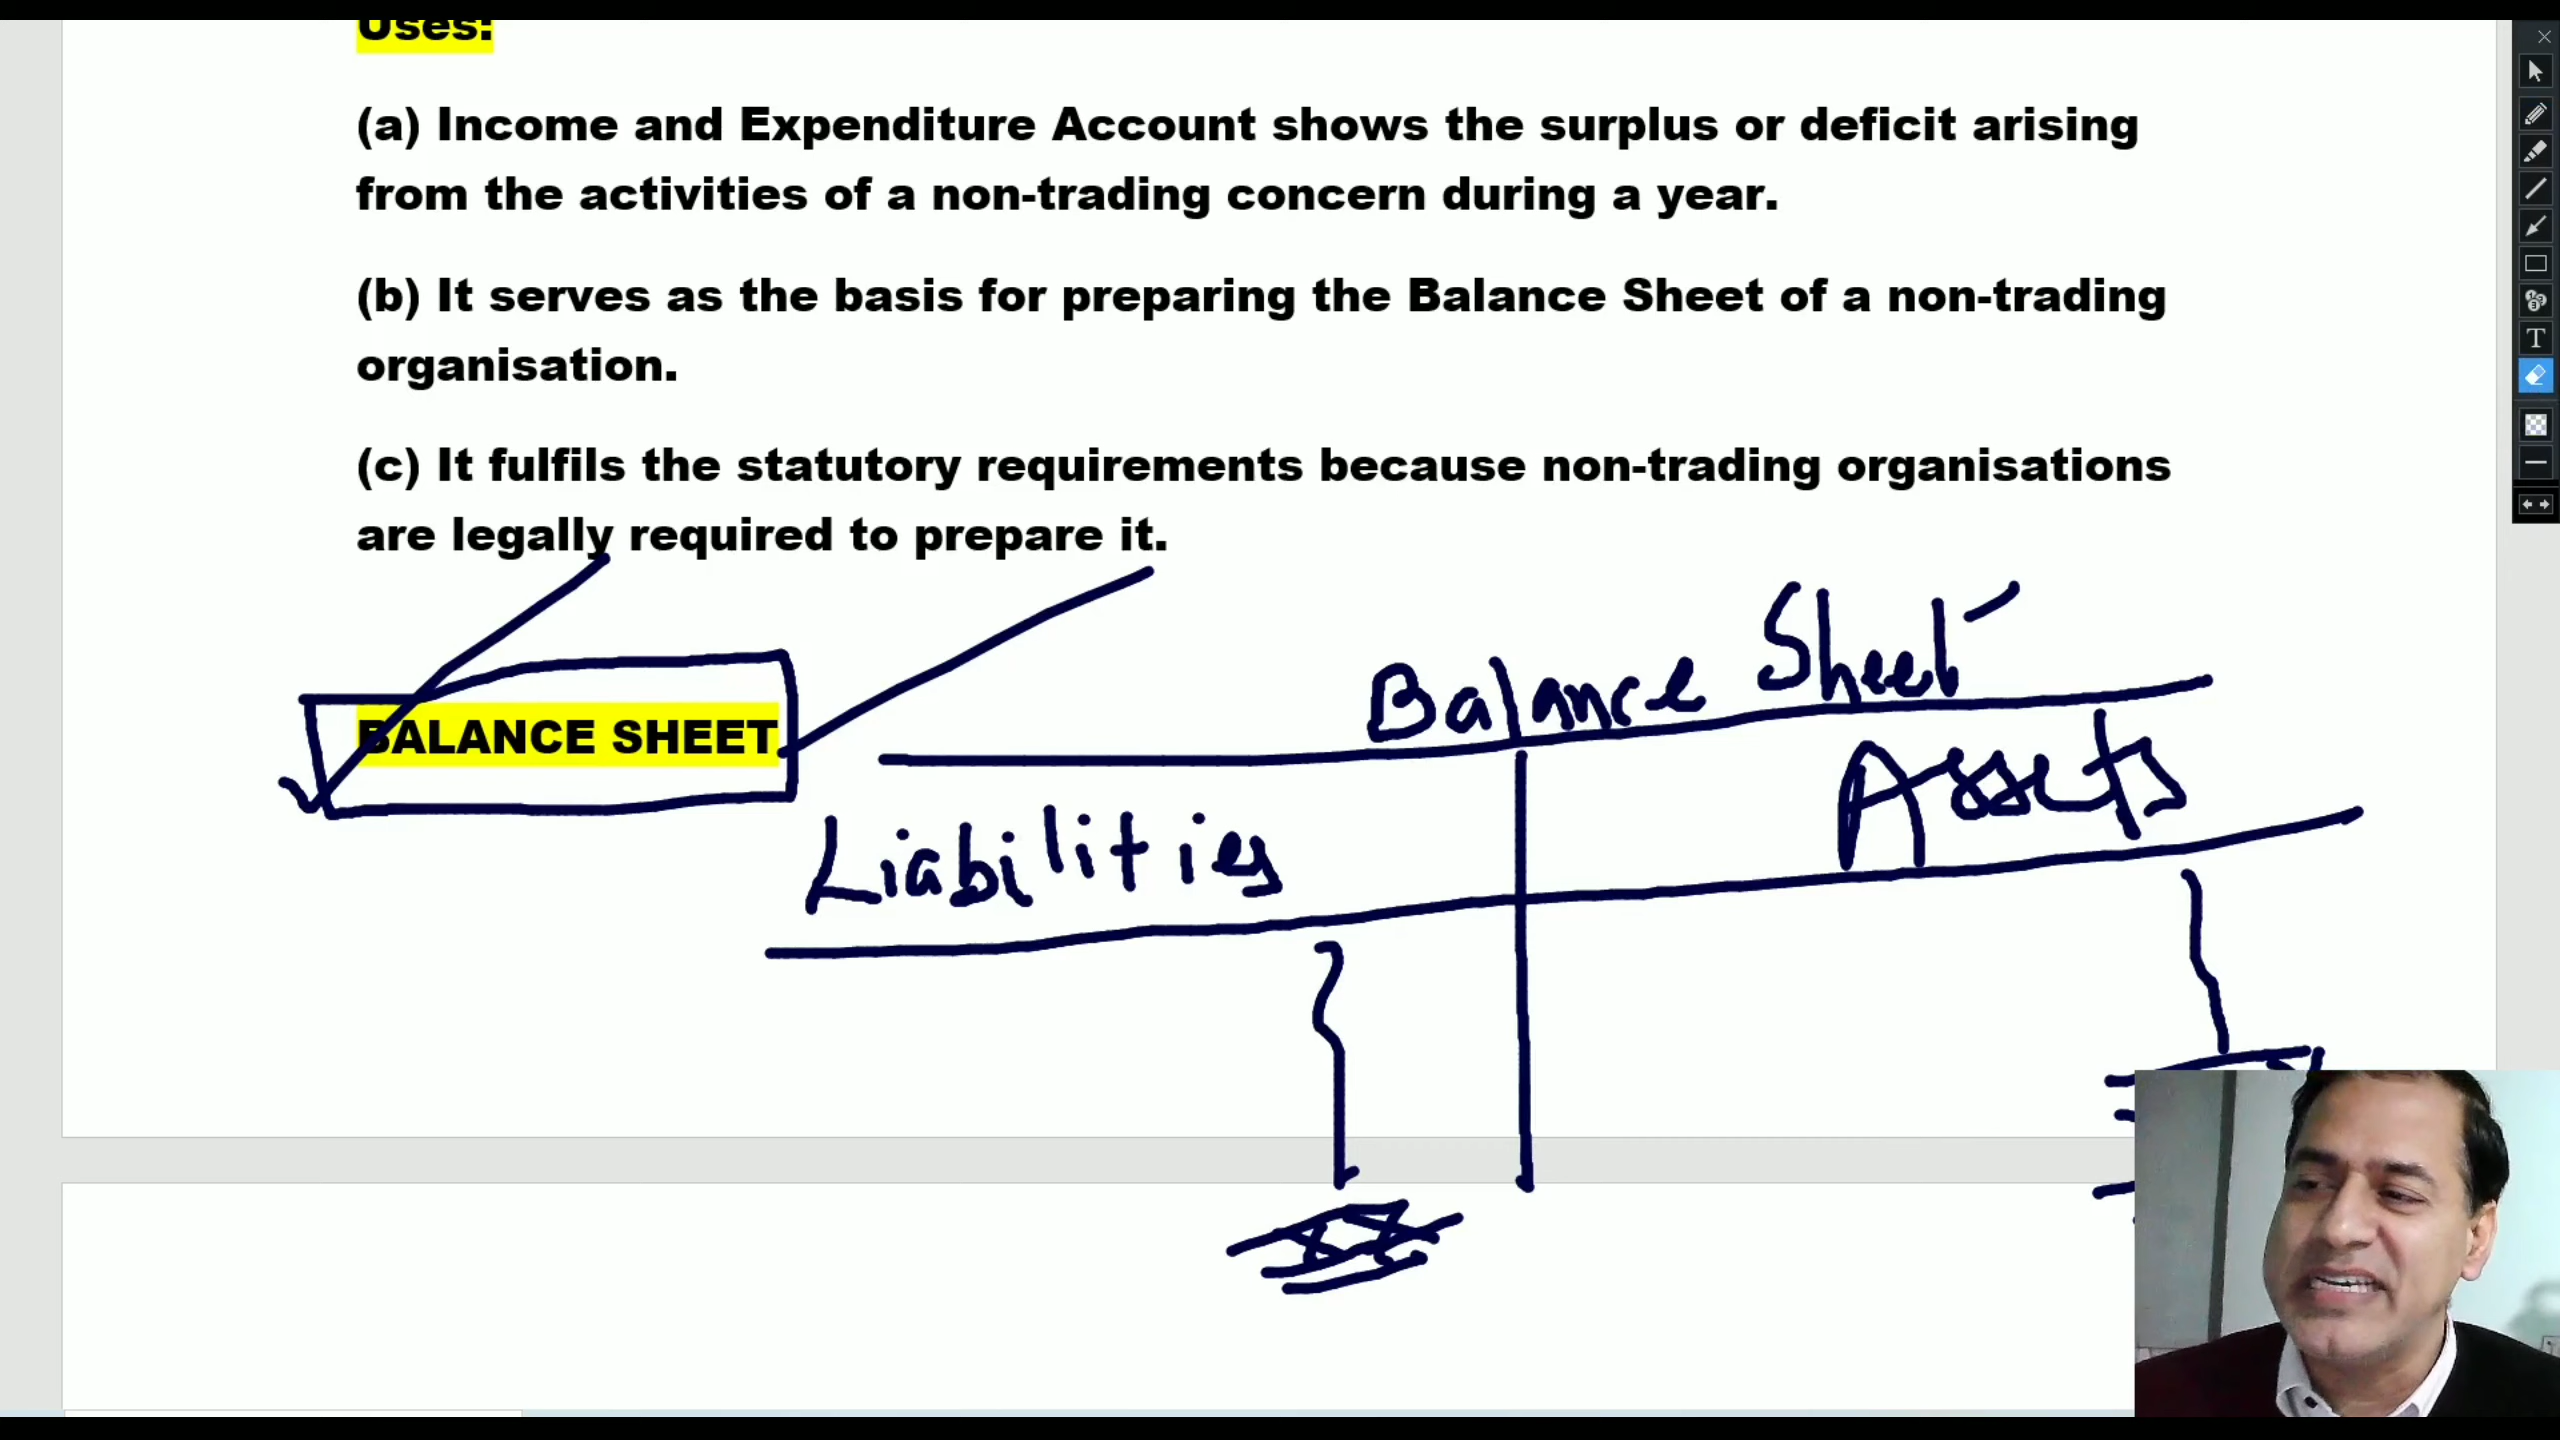 Uses:
(a) Income and Expenditure Account shows the surplus or deficit arising
from the activities of a non-trading concern during a year.
(b) It serves as the basis for preparing the Balance Sheet of a non-trading
organisation.
(c) It fulfils the statutory requirements because non-trading organisations
are legally required to prepare it.
Balance Sheet
BALANCE SHEET
Liabilities Assets